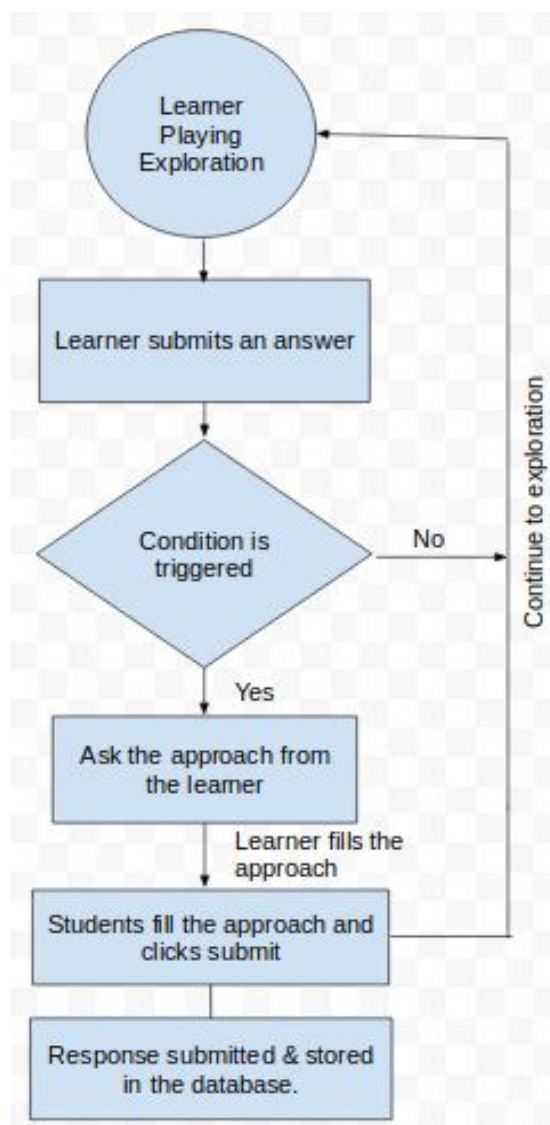 Learner
Playing
Exploration
Learner submits an answer
Condition is
triggered
No
Continue to exploration
Yes
Ask the approach from
the learner
Learner fills the
approach
Students fill the approach and
clicks submit
Response submitted & stored
in the database.